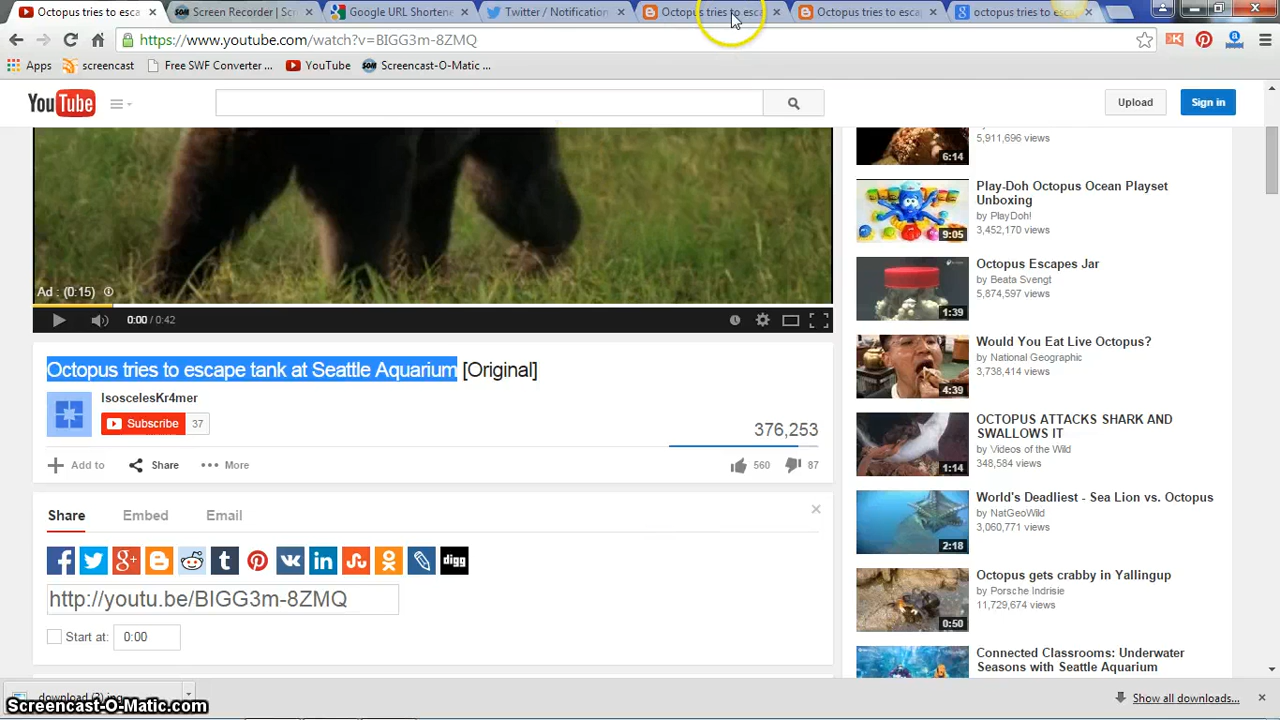 Octopus tries to esca
Screen Recorder | Sc
Google URL Shortene
Twitter / Notification
Octopus tries to esc
Octopus tries to esca
octopus tries to es
https://www.youtube.com/watch?v=BIGG3m-8ZMQ
Apps
screencast
Free SWF Converter ...
YouTube
Screencast-O-Matic ...
YouTube
Upload
Sign in
5,911,696 views
6:14
Play-Doh Octopus Ocean Playset
Unboxing
by PlayDoh!
3,452,170 views
9:05
Octopus Escapes Jar
by Beata Svengt
5,874,597 views
1:39
Ad : (0:15)
0:00 / 0:42
Would You Eat Live Octopus?
by National Geographic
3,738,414 views
4:39
Octopus tries to escape tank at Seattle Aquarium [Original]
IsoscelesKr4mer
Subscribe 37
376,253
Add to
Share
More
560
87
OCTOPUS ATTACKS SHARK AND
SWALLOWS IT
by Videos of the Wild
348,584 views
1:14
World's Deadliest - Sea Lion vs. Octopus
by NatGeoWild
3,060,771 views
2:18
Share
Embed
Email
digg
http://youtu.be/BIGG3m-8ZMQ
Start at: 0:00
Octopus gets crabby in Yallingup
by Porsche Indrisie
11,729,674 views
0:50
Connected Classrooms: Underwater
Seasons with Seattle Aquarium
Screencast-O-Matic.com
Show all downloads...